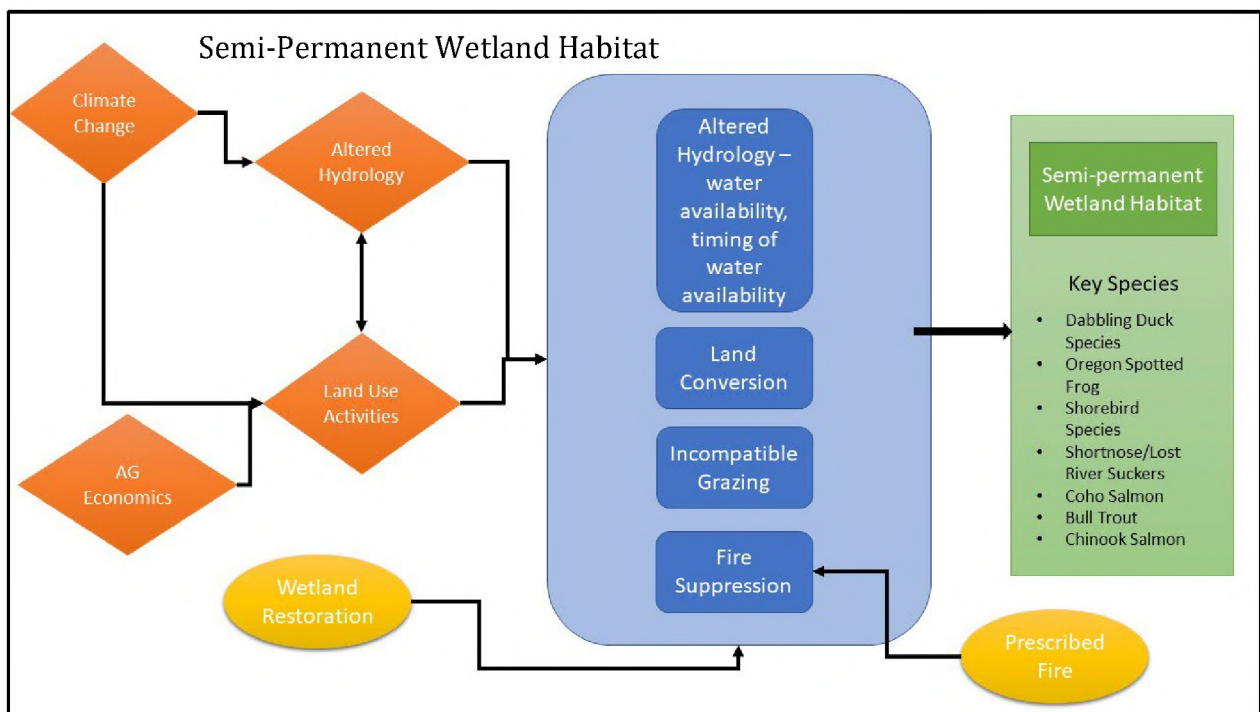 Semi-Permanent Wetland Habitat
Climate
Change
Altered
Hydrology
Land Use
Activities
AG
Economics
Wetland
Restoration
Altered
Hydrology –
water
availability,
timing of
water
availability
Land
Conversion
Incompatible
Grazing
Fire
Suppression
Prescribed
Fire
Semi-permanent
Wetland Habitat
Key Species
• Dabbling Duck
Species
• Oregon Spotted
Frog
• Shorebird
Species
• Shortnose/Lost
River Suckers
• Coho Salmon
• Bull Trout
• Chinook Salmon